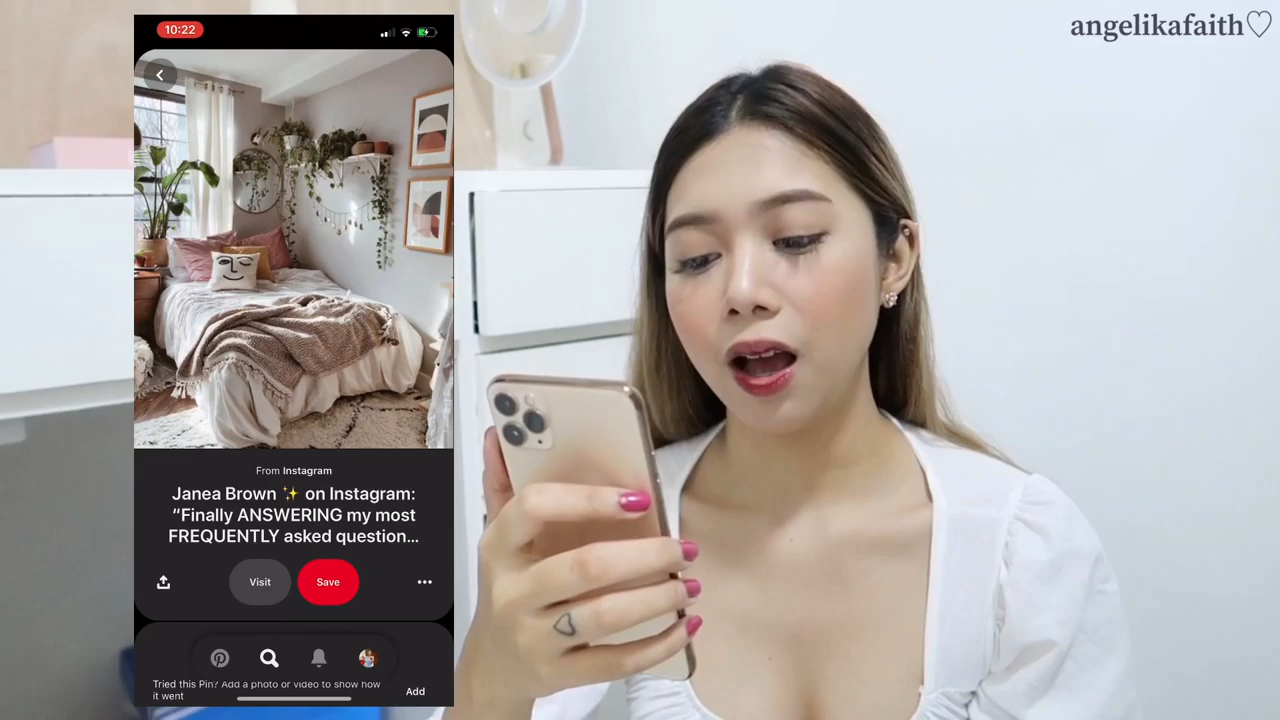 angelikafaith♡
10:22
From Instagram
Janea Brown ✨ on Instagram:
“Finally ANSWERING my most
FREQUENTLY asked question...
Visit
Save
Tried this Pin? Add a photo or video to show how
it went
Add